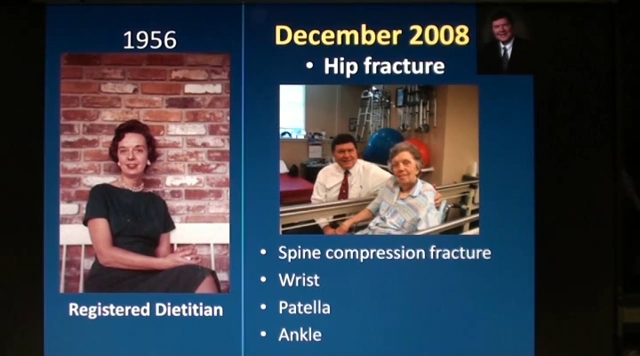 1956
Registered Dietitian
December 2008
• Hip fracture
• Spine compression fracture
• Wrist
• Patella
• Ankle